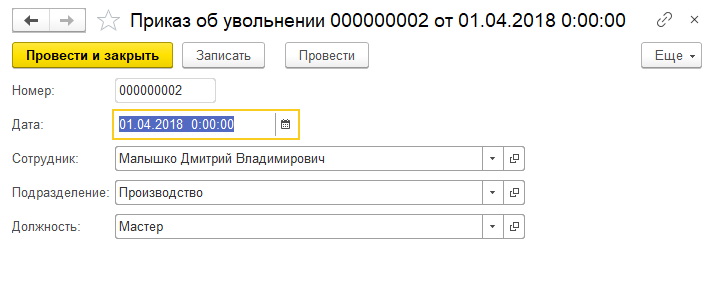 Приказ об увольнении 000000002 от 01.04.2018 0:00:00
Провести и закрыть Записать Провести Еще
Номер: 000000002
Дата: 01.04.2018 0:00:00
Сотрудник: Малышко Дмитрий Владимирович
Подразделение: Производство
Должность: Мастер